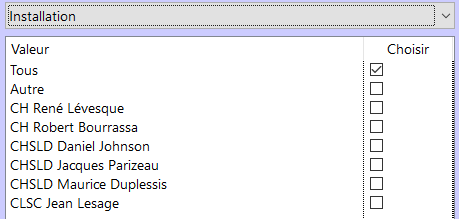 Installation
Valeur Choisir
Tous
Autre
CH René Lévesque
CH Robert Bourrassa
CHSLD Daniel Johnson
CHSLD Jacques Parizeau
CHSLD Maurice Duplessis
CLSC Jean Lesage